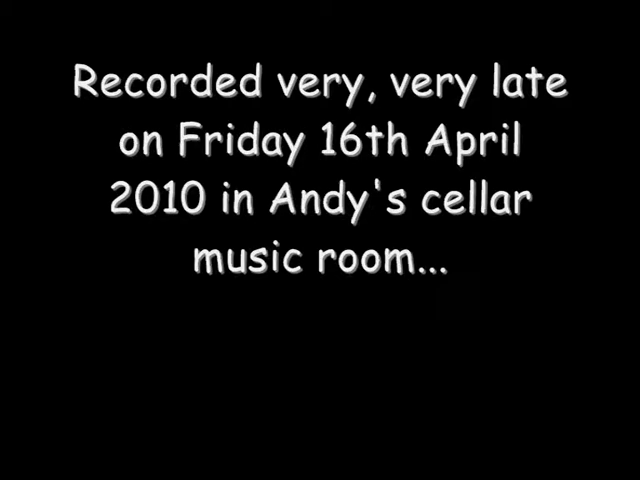 Recorded very, very late
on Friday 16th April
2010 in Andy's cellar
music room...